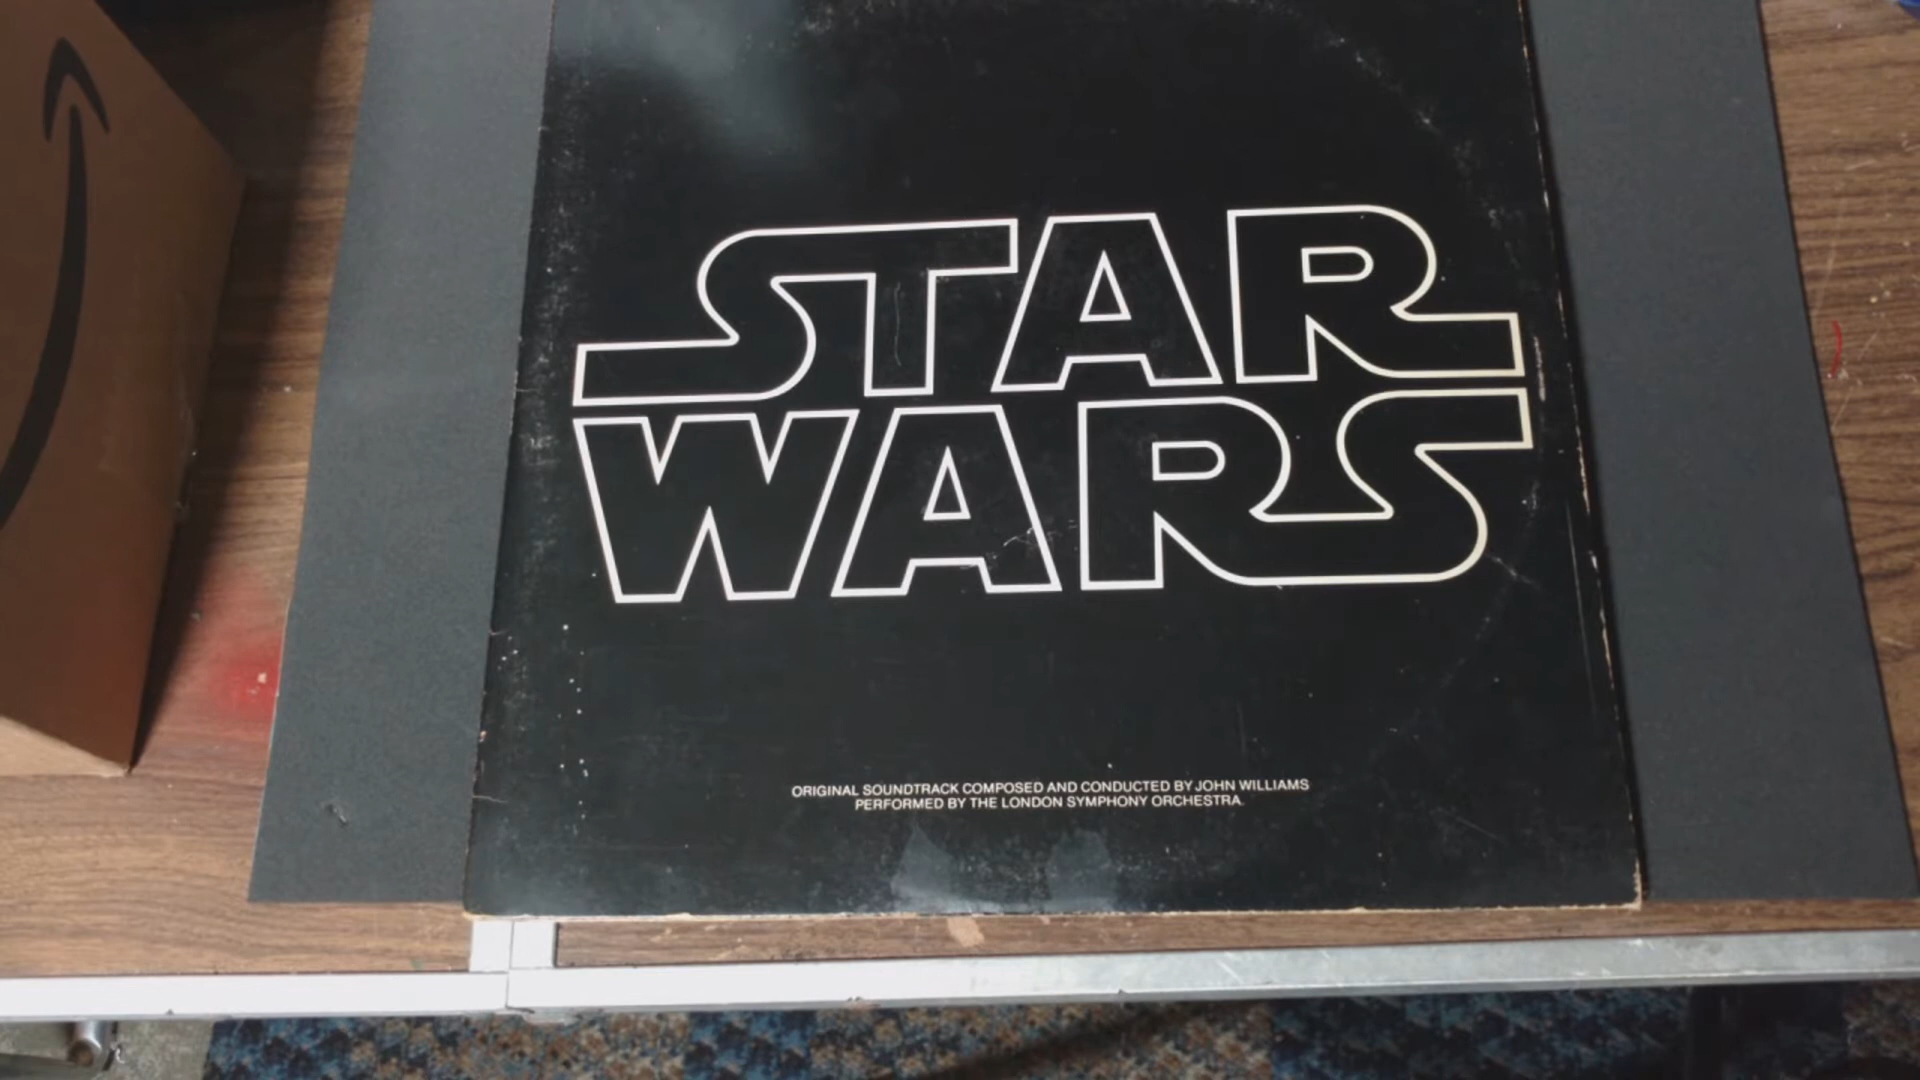 STAR
WARS
ORIGINAL SOUNDTRACK COMPOSED AND CONDUCTED BY JOHN WILLIAMS
PERFORMED BY THE LONDON SYMPHONY ORCHESTRA.